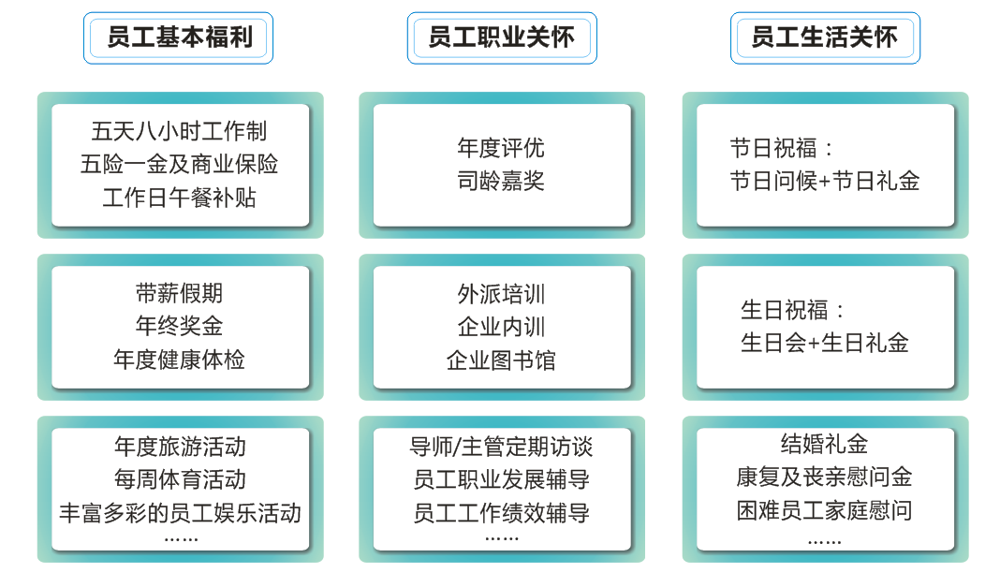 员工基本福利
五天八小时工作制
五险一金及商业保险
工作日午餐补贴
带薪假期
年终奖金
年度健康体检
年度旅游活动
每周体育活动
丰富多彩的员工娱乐活动
……
员工职业关怀
年度评优
司龄嘉奖
外派培训
企业内训
企业图书馆
导师/主管定期访谈
员工职业发展辅导
员工工作绩效辅导
……
员工生活关怀
节日祝福：
节日问候+节日礼金
生日祝福：
生日会+生日礼金
结婚礼金
康复及丧亲慰问金
困难员工家庭慰问
……